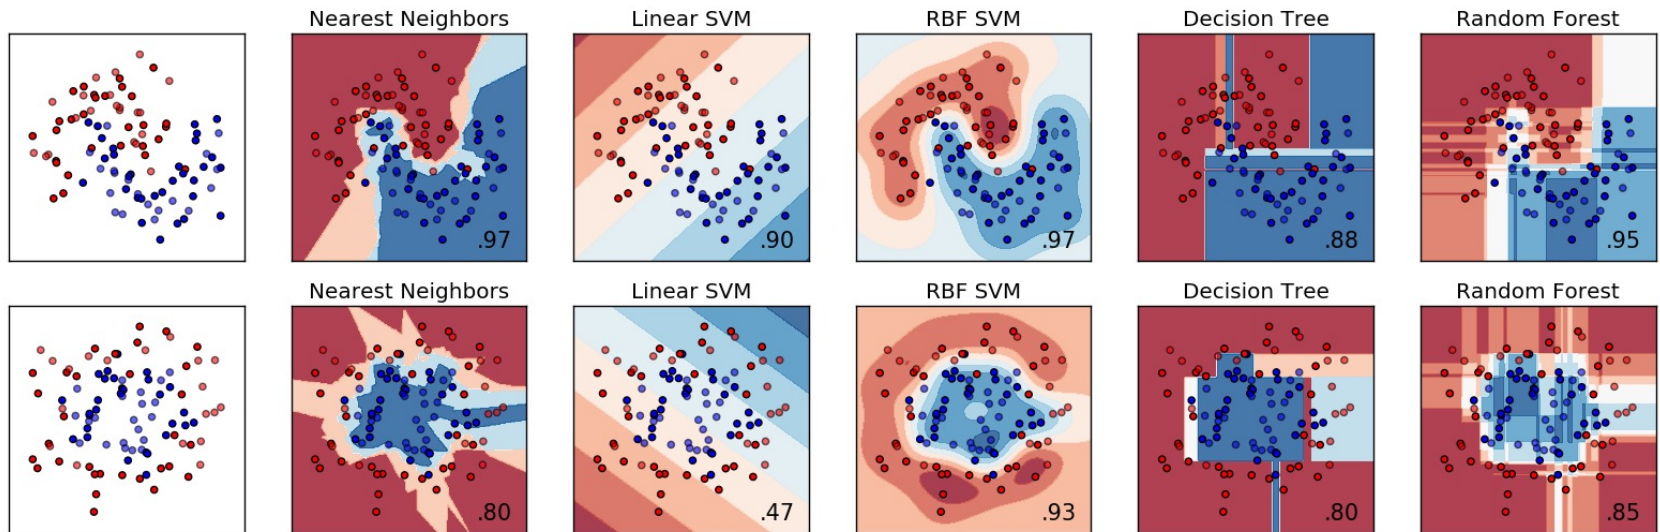 Nearest Neighbors
Linear SVM
RBF SVM
Decision Tree
Random Forest
.97
.90
.97
.88
.95
Nearest Neighbors
Linear SVM
RBF SVM
Decision Tree
Random Forest
.80
.47
.93
.80
.85